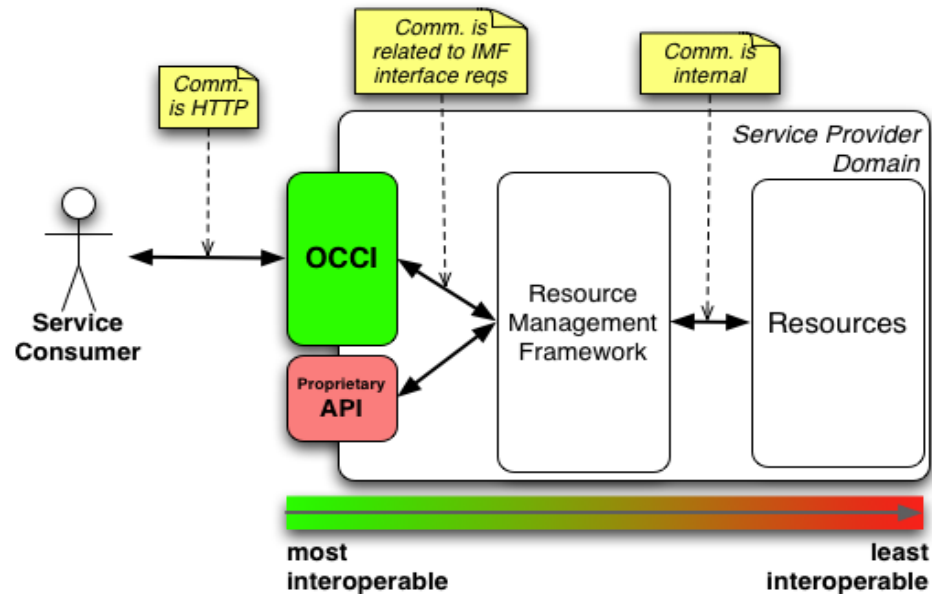 Comm.
is HTTP
Comm. is
related to IMF
interface reqs
Comm. is
internal
Service Provider
Domain
Service
Consumer
OCCI
Proprietary
API
Resource
Management
Framework
Resources
most
interoperable
least
interoperable